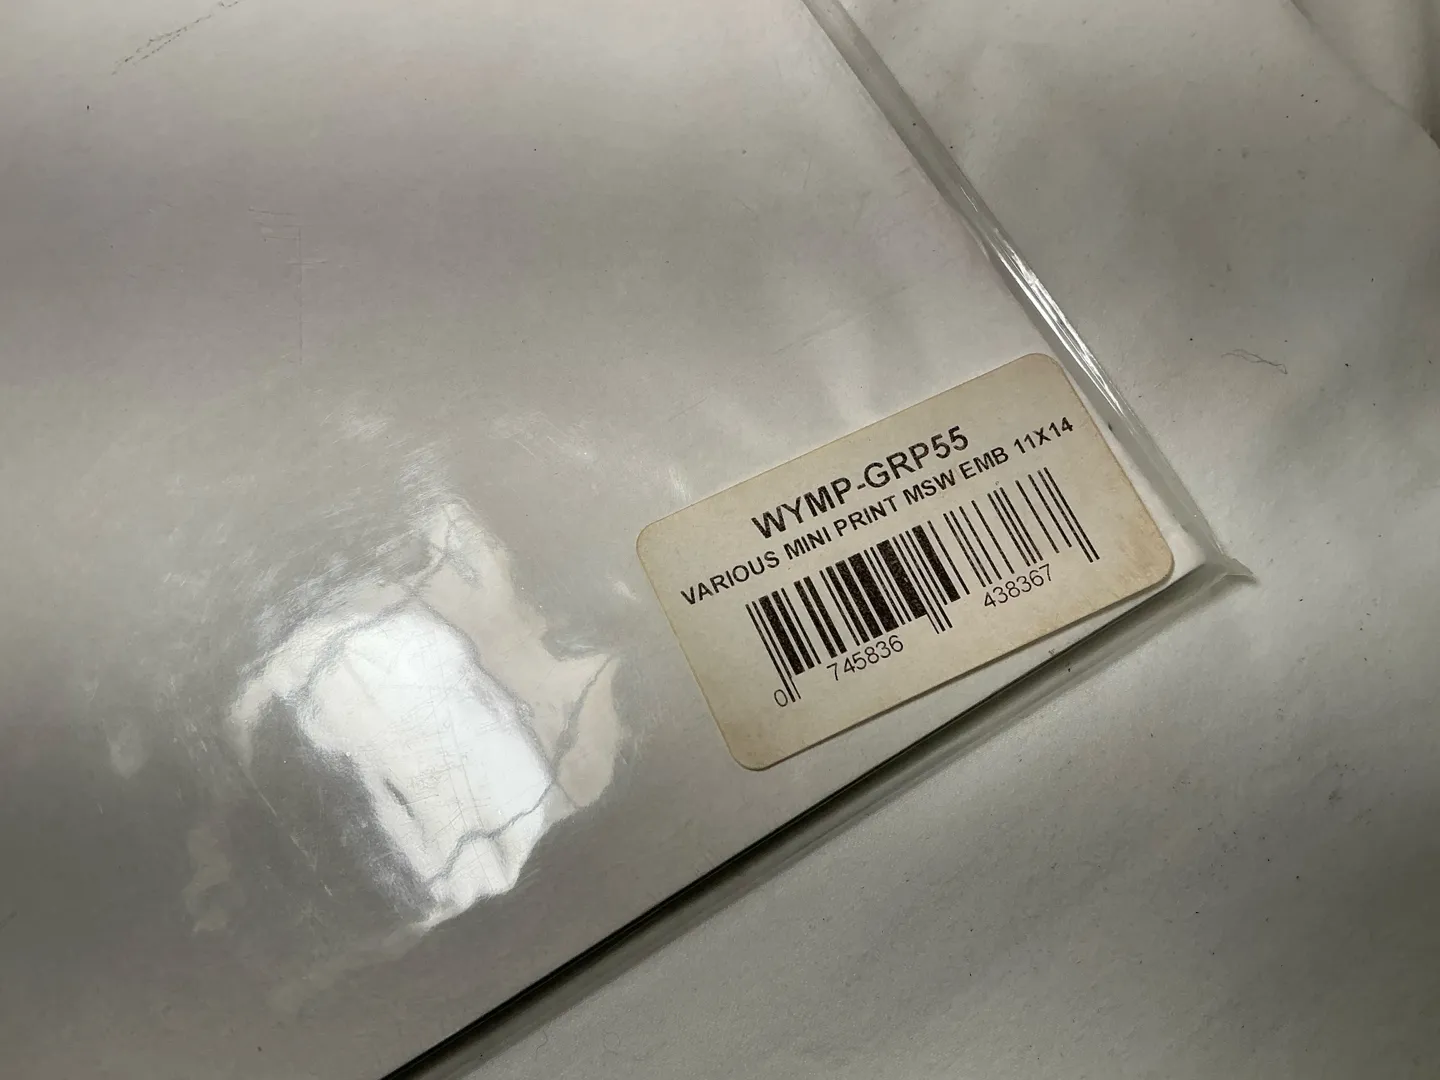 WYMP-GRP55
VARIOUS MINI PRINT MSW EMB 11X14
0 745836 438367